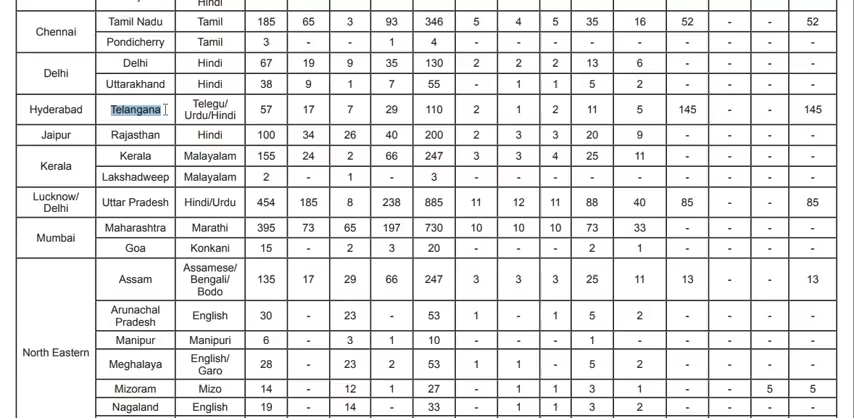 Hindi
Chennai Tamil Nadu Tamil 185 65 3 93 346 5 4 5 35 16 52 - - 52
Pondicherry Tamil 3 - - 1 4 - - - - - - - - -
Delhi Delhi Hindi 67 19 9 35 130 2 2 2 13 6 - - - -
Uttarakhand Hindi 38 9 1 7 55 - 1 1 5 2 - - - -
Hyderabad Telangana Telegu/
Urdu/Hindi 57 17 7 29 110 2 1 2 11 5 145 - - 145
Jaipur Rajasthan Hindi 100 34 26 40 200 2 3 3 20 9 - - - -
Kerala Kerala Malayalam 155 24 2 66 247 3 3 4 25 11 - - - -
Lakshadweep Malayalam 2 - 1 - 3 - - - - - - - - -
Lucknow/
Delhi Uttar Pradesh Hindi/Urdu 454 185 8 238 885 11 12 11 88 40 85 - - 85
Mumbai Maharashtra Marathi 395 73 65 197 730 10 10 10 73 33 - - - -
Goa Konkani 15 - 2 3 20 - - - 2 1 - - - -
North Eastern Assam Assamese/
Bengali/
Bodo 135 17 29 66 247 3 3 3 25 11 13 - - 13
Arunachal
Pradesh English 30 - 23 - 53 1 - 1 5 2 - - - -
Manipur Manipuri 6 - 3 1 10 - - - 1 - - - - -
Meghalaya English/
Garo 28 - 23 2 53 1 1 - 5 2 - - - -
Mizoram Mizo 14 - 12 1 27 - 1 1 3 1 - - 5 5
Nagaland English 19 - 14 - 33 - 1 1 3 2 - - - -